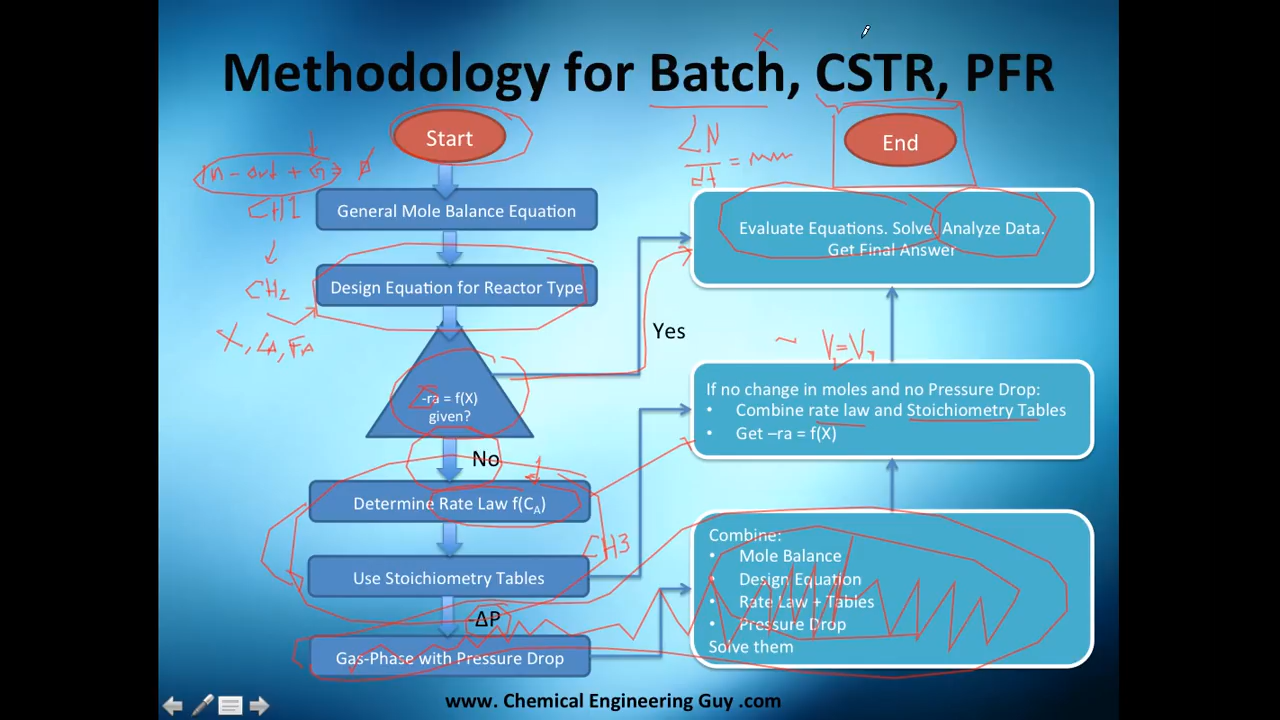 Methodology for Batch, CSTR, PFR
X
Start
In - out + G = 0
CH1
General Mole Balance Equation
Design Equation for Reactor Type
CH2
X, CA, FA
-ra = f(X)
given?
Yes
No
Determine Rate Law f(CA)
CH3
Use Stoichiometry Tables
-ΔP
Gas-Phase with Pressure Drop
End
dt =
Evaluate Equations. Solve. Analyze Data.
Get Final Answer
If no change in moles and no Pressure Drop:
• Combine rate law and Stoichiometry Tables
• Get –ra = f(X)
Combine:
• Mole Balance
• Design Equation
• Rate Law + Tables
• Pressure Drop
Solve them
www. Chemical Engineering Guy .com